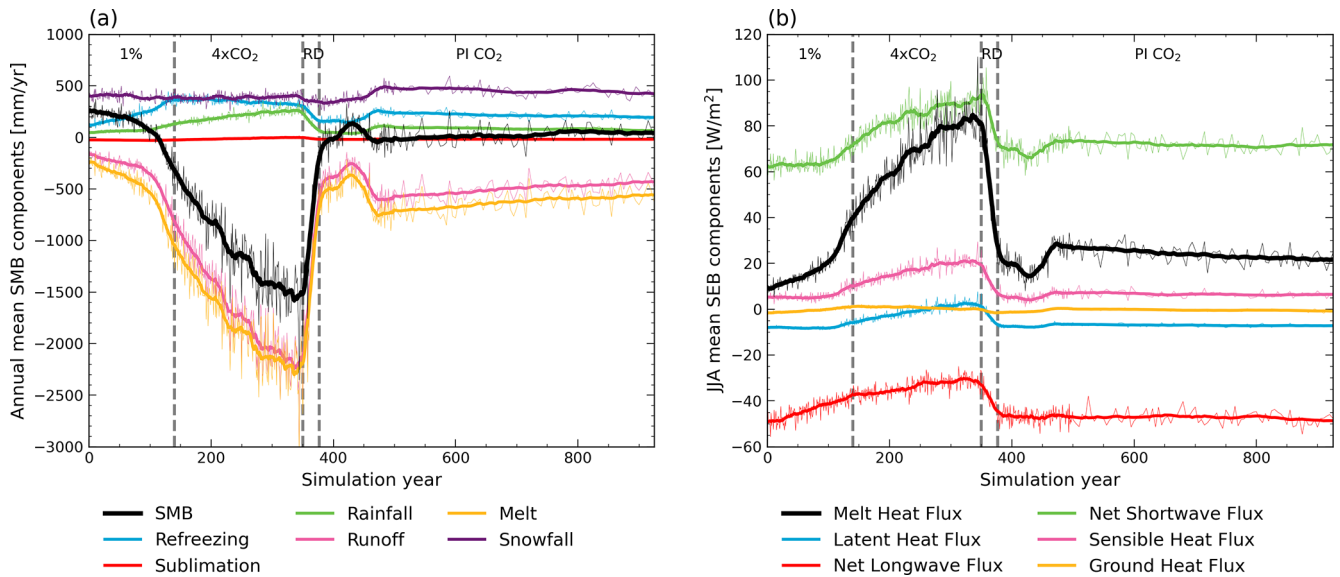 (a)
1%
4xCO₂
RD
PI CO₂
1000
500
0
−500
−1000
−1500
−2000
−2500
−3000
Annual mean SMB components [mm/yr]
0
200
400
600
800
Simulation year
SMB
Refreezing
Sublimation
Rainfall
Runoff
Melt
Snowfall
(b)
1%
4xCO₂
RD
PI CO₂
120
100
80
60
40
20
0
−20
−40
−60
JJA mean SEB components [W/m²]
0
200
400
600
800
Simulation year
Melt Heat Flux
Latent Heat Flux
Net Longwave Flux
Net Shortwave Flux
Sensible Heat Flux
Ground Heat Flux